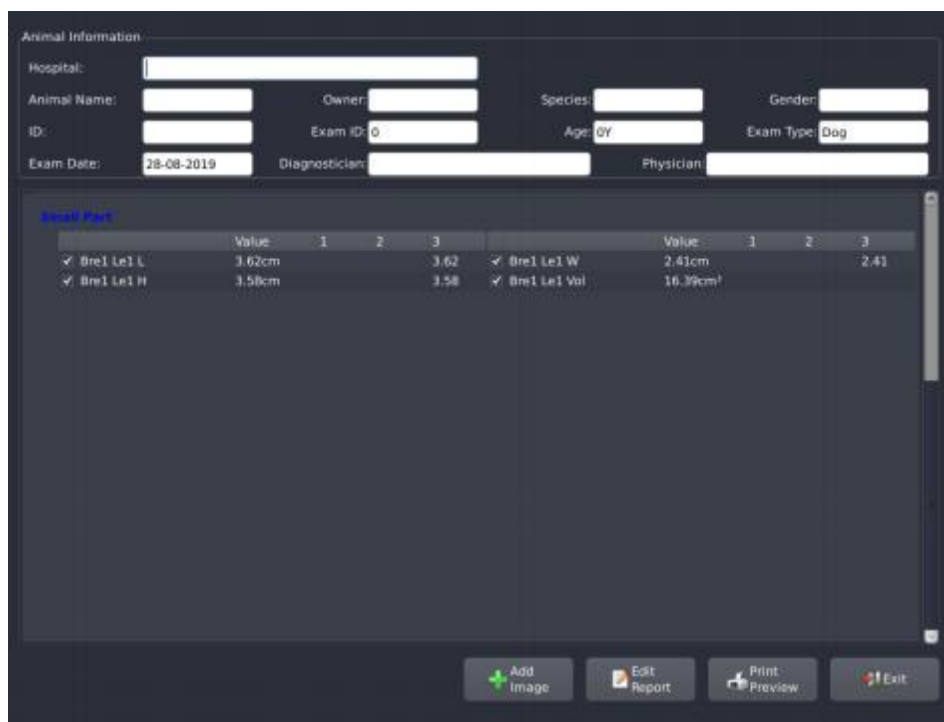 Animal Information
Hospital:
Animal Name: Owner: Species: Gender:
ID: Exam ID: 0 Age: 0Y Exam Type: Dog
Exam Date: 28-08-2019 Diagnostician: Physician:
Small Part
Value 1 2 3 Value 1 2 3
Bre1 Le1 L 3.62cm 3.62 Bre1 Le1 W 2.41cm 2.41
Bre1 Le1 H 3.58cm 3.58 Bre1 Le1 Vol 16.39cm³
Add Image
Edit Report
Print Preview
Exit